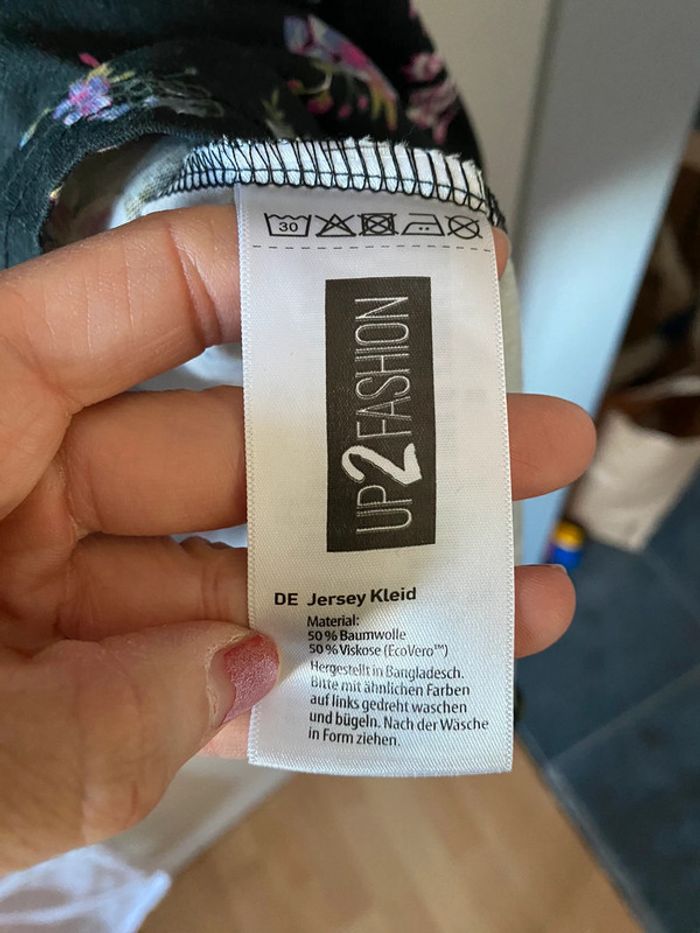 30
UP2FASHION
DE Jersey Kleid
Material:
50 % Baumwolle
50 % Viskose (EcoVero™)
Hergestellt in Bangladesch.
Bitte mit ähnlichen Farben
auf links gedreht waschen
und bügeln. Nach der Wäsche
in Form ziehen.